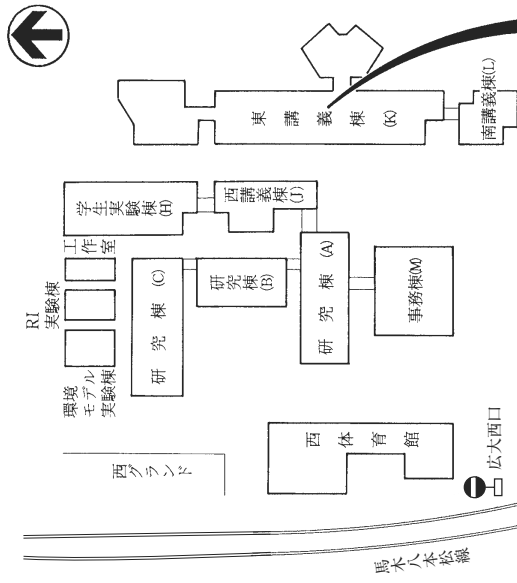 東講義棟(K)
南講義棟(L)
学生実験棟(H)
西講義棟(J)
工作室
RI
実験棟
環境
モデル
実験棟
研究棟(C)
研究棟(B)
研究棟(A)
事務棟(M)
西体育館
西グランド
広大西口
馬木八本松線